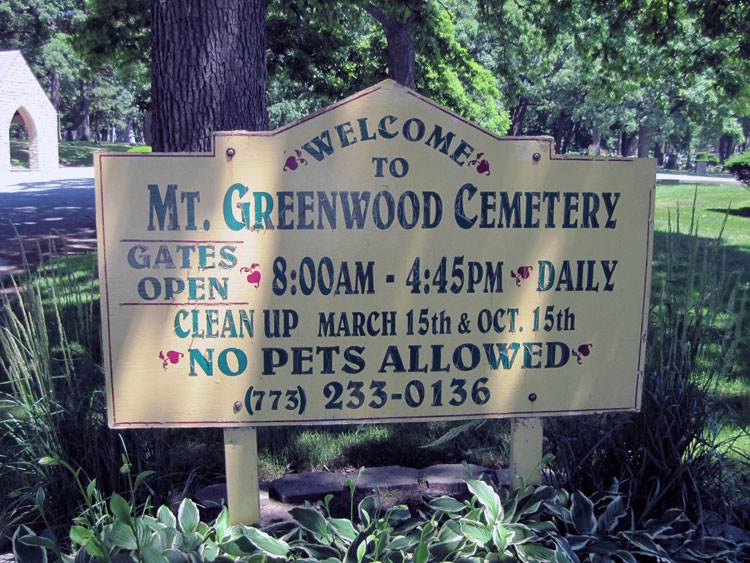 WELCOME
TO
MT. GREENWOOD CEMETERY
GATES OPEN 8:00AM - 4:45PM DAILY
CLEAN UP MARCH 15th & OCT. 15th
NO PETS ALLOWED
(773) 233-0136